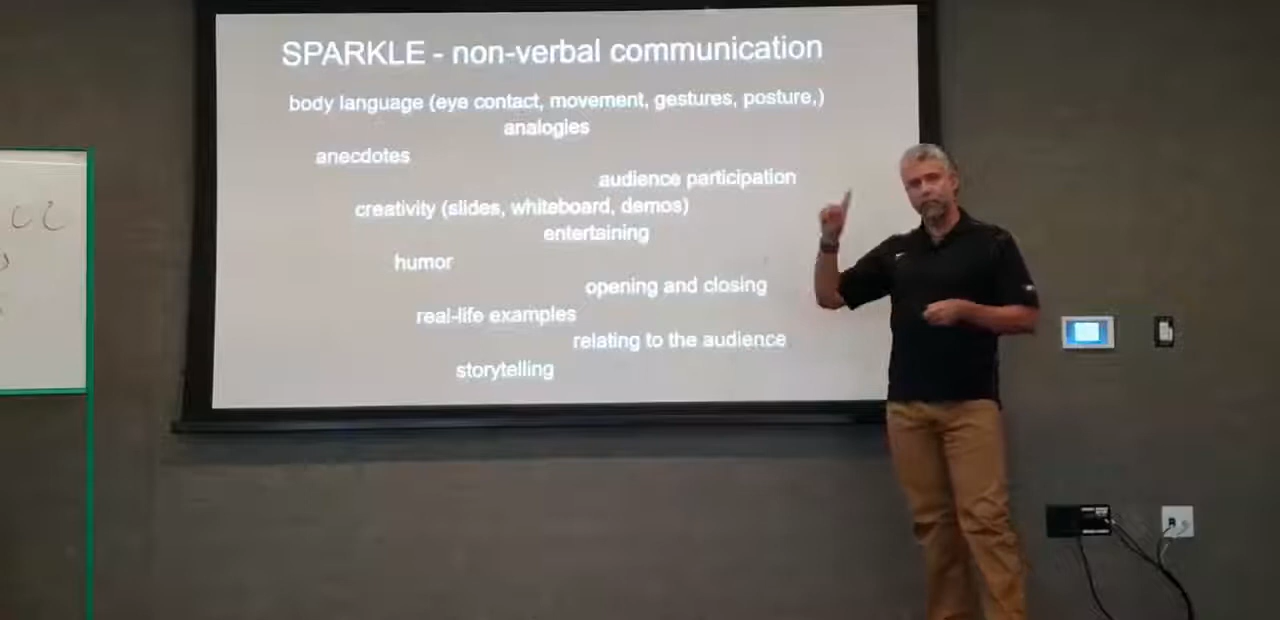 SPARKLE - non-verbal communication
body language (eye contact, movement, gestures, posture,)
analogies
anecdotes
audience participation
creativity (slides, whiteboard, demos)
entertaining
humor
opening and closing
real-life examples
relating to the audience
storytelling